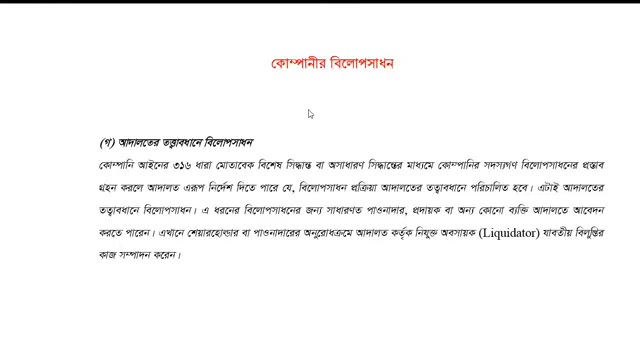 কোম্পানীর বিলোপসাধন
(গ) আদালতের তত্ত্বাবধানে বিলোপসাধন
কোম্পানি আইনের ৩১৬ ধারা মোতাবেক বিশেষ সিদ্ধান্ত বা অসাধারণ সিদ্ধান্তের মাধ্যমে কোম্পানির সদস্যগণ বিলোপসাধনের প্রস্তাব
গ্রহন করলে আদালত এরূপ নির্দেশ দিতে পারে যে, বিলোপসাধন প্রক্রিয়া আদালতের তত্বাবধানে পরিচালিত হবে। এটাই আদালতের
তত্বাবধানে বিলোপসাধন। এ ধরনের বিলোপসাধনের জন্য সাধারণত পাওনাদার, প্রদায়ক বা অন্য কোনো ব্যক্তি আদালতে আবেদন
করতে পারেন। এখানে শেয়ারহোল্ডার বা পাওনাদারের অনুরোধক্রমে আদালত কর্তৃক নিযুক্ত অবসায়ক (Liquidator) যাবতীয় বিলুপ্তির
কাজ সম্পাদন করেন।